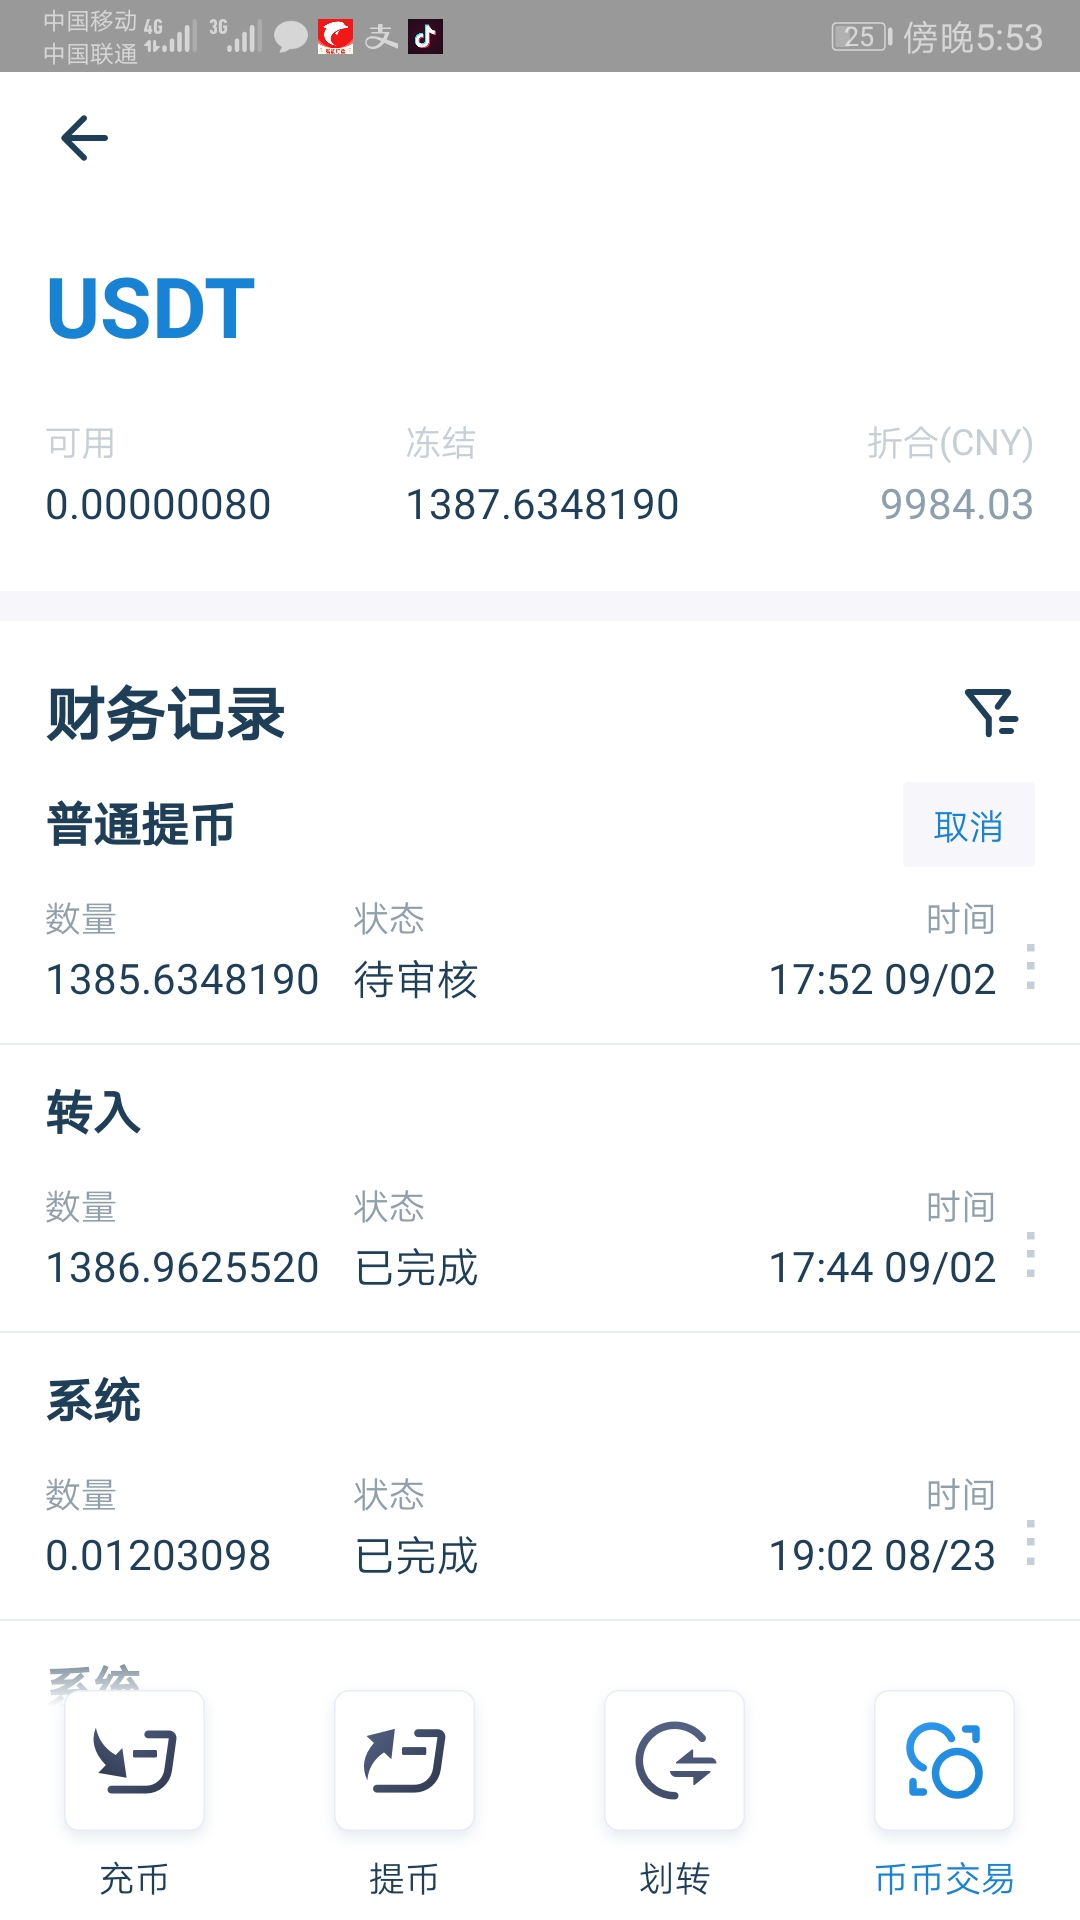 中国移动 4G 3G 25 傍晚5:53
中国联通
USDT
可用 冻结 折合(CNY)
0.00000080 1387.6348190 9984.03
财务记录
普通提币 取消
数量 状态 时间
1385.6348190 待审核 17:52 09/02
转入
数量 状态 时间
1386.9625520 已完成 17:44 09/02
系统
数量 状态 时间
0.01203098 已完成 19:02 08/23
系统
充币 提币 划转 币币交易